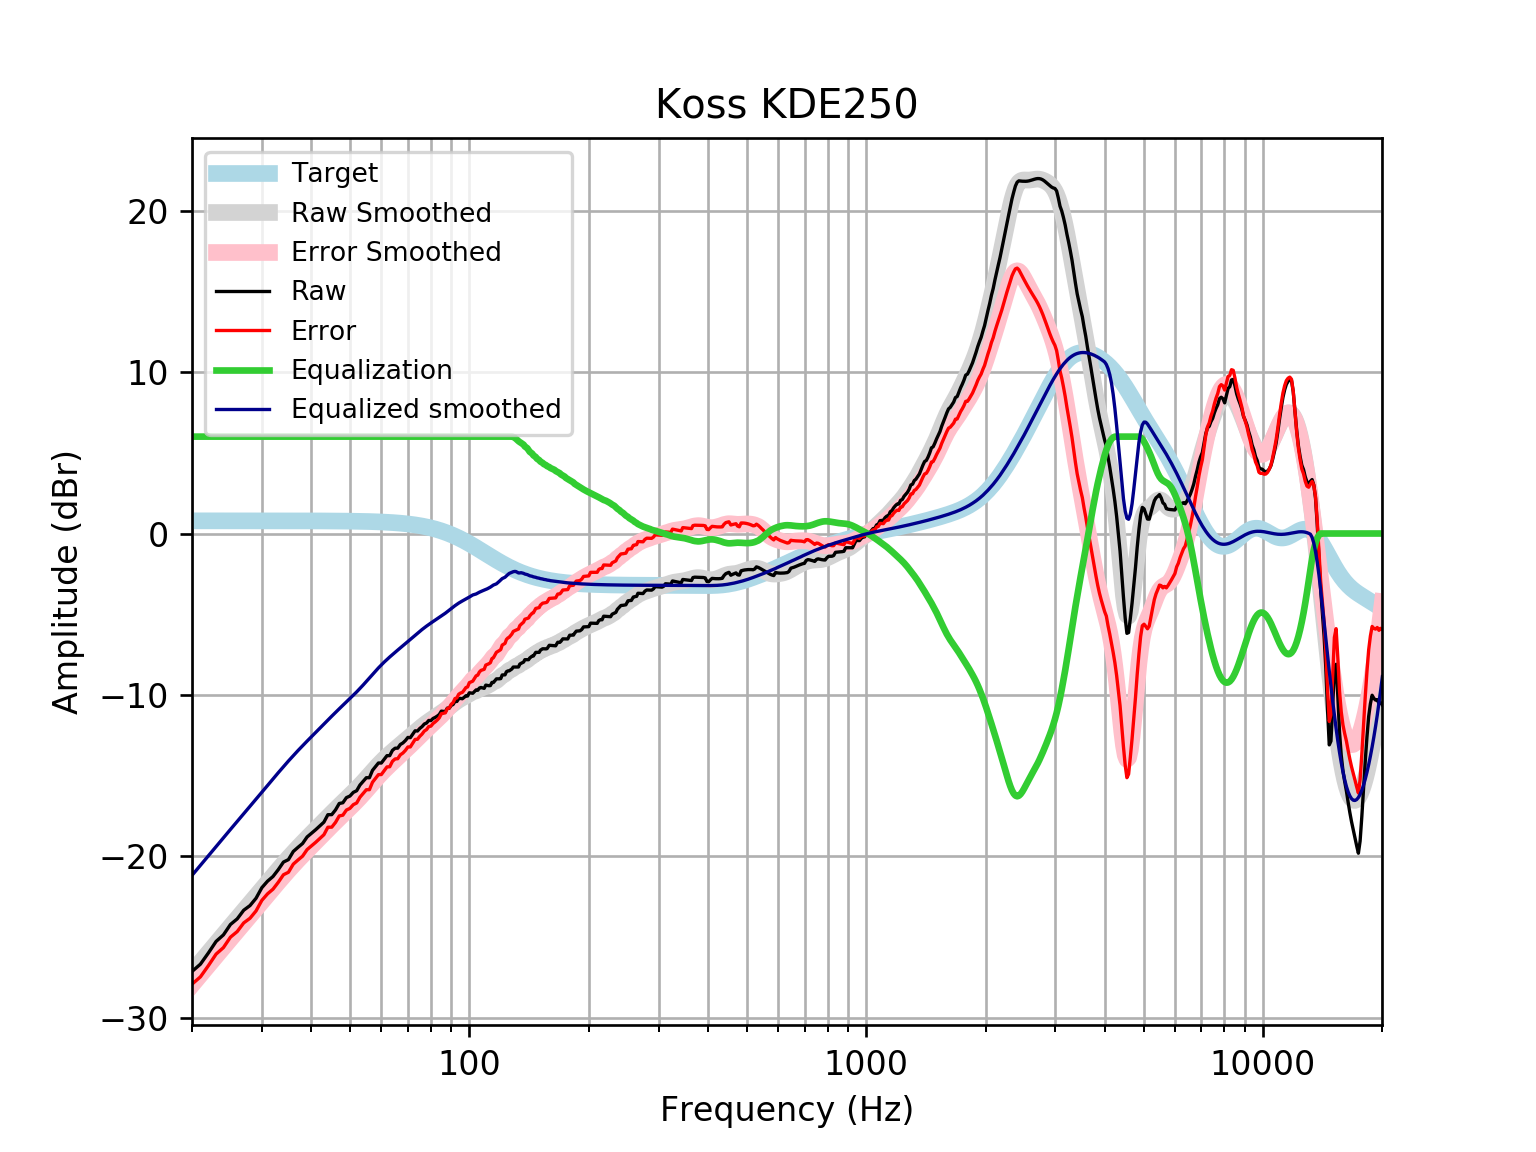 Koss KDE250
Target
Raw Smoothed
Error Smoothed
Raw
Error
Equalization
Equalized smoothed
20
10
0
−10
−20
−30
Amplitude (dBr)
100 1000 10000
Frequency (Hz)